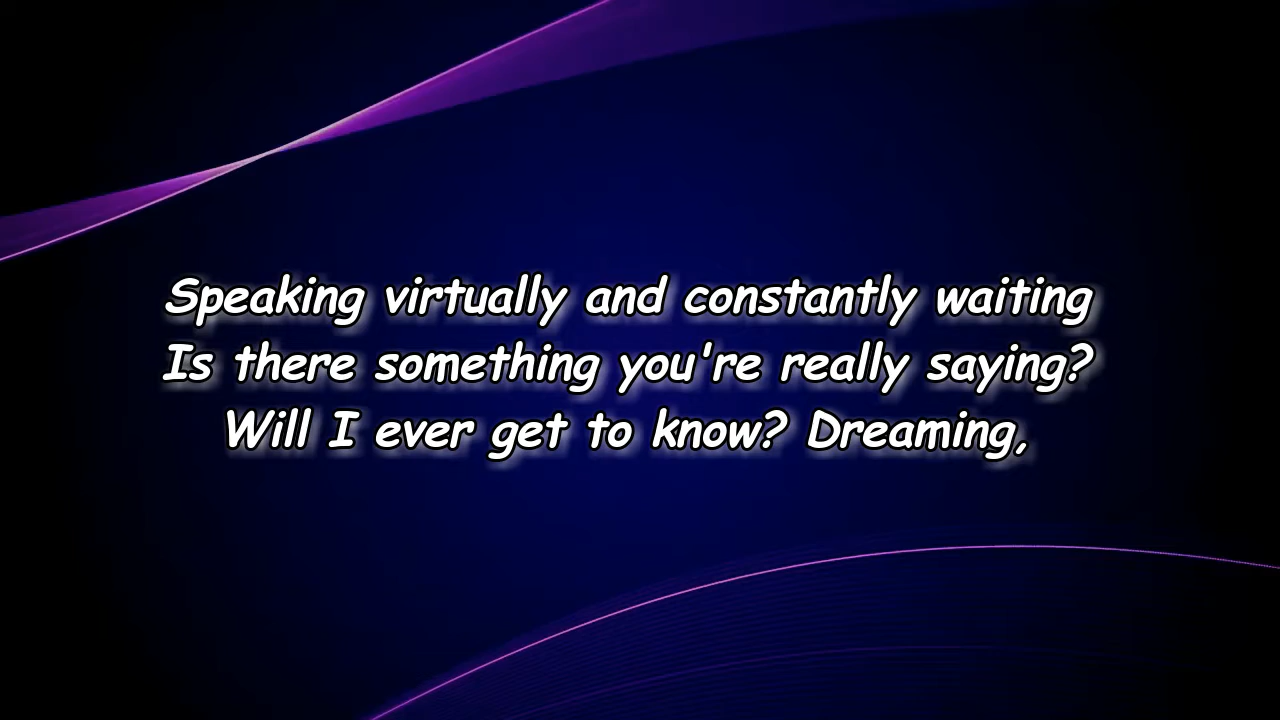 Speaking virtually and constantly waiting
Is there something you're really saying?
Will I ever get to know? Dreaming,